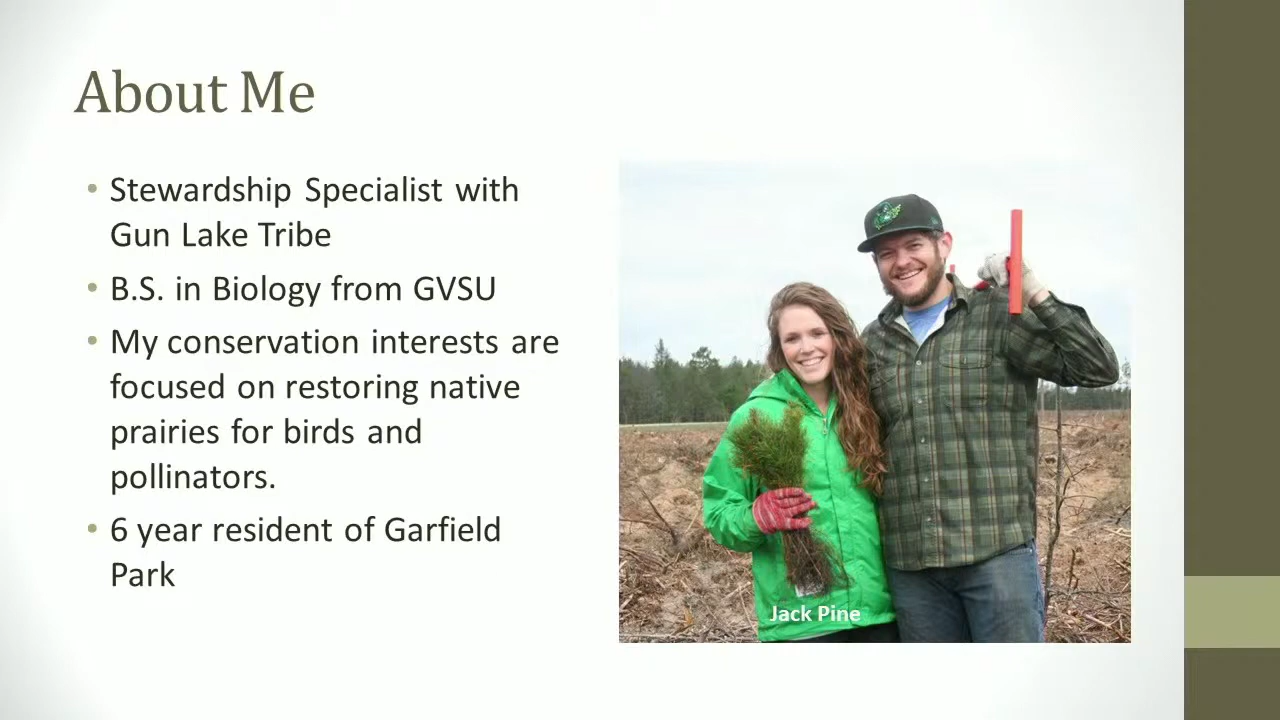 About Me
• Stewardship Specialist with
Gun Lake Tribe
• B.S. in Biology from GVSU
• My conservation interests are
focused on restoring native
prairies for birds and
pollinators.
• 6 year resident of Garfield
Park
Jack Pine